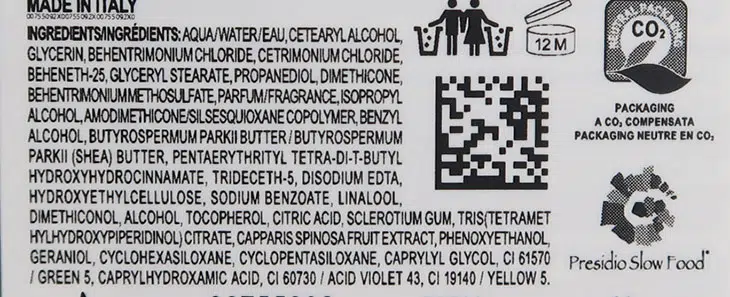 MADE IN ITALY
INGREDIENTS/INGRÉDIENTS: AQUA/WATER/EAU, CETEARYL ALCOHOL,
GLYCERIN, BEHENTRIMONIUM CHLORIDE, CETRIMONIUM CHLORIDE,
BEHENETH-25, GLYCERYL STEARATE, PROPANEDIOL, DIMETHICONE,
BEHENTRIMONIUM METHOSULFATE, PARFUM/FRAGRANCE, ISOPROPYL
ALCOHOL, AMODIMETHICONE/SILSESQUIOXANE COPOLYMER, BENZYL
ALCOHOL, BUTYROSPERMUM PARKII BUTTER / BUTYROSPERMUM
PARKII (SHEA) BUTTER, PENTAERYTHRITYL TETRA-DI-T-BUTYL
HYDROXYHYDROCINNAMATE, TRIDECETH-5, DISODIUM EDTA,
HYDROXYETHYLCELLULOSE, SODIUM BENZOATE, LINALOOL,
DIMETHICONOL, ALCOHOL, TOCOPHEROL, CITRIC ACID, SCLEROTIUM GUM, TRIS(TETRAMET
HYLHYDROXYPIPERIDINOL) CITRATE, CAPPARIS SPINOSA FRUIT EXTRACT, PHENOXYETHANOL,
GERANIOL, CYCLOHEXASILOXANE, CYCLOPENTASILOXANE, CAPRYLYL GLYCOL, CI 61570
/ GREEN 5, CAPRYLHYDROXAMIC ACID, CI 60730 / ACID VIOLET 43, CI 19140 / YELLOW 5.
12 M
NEUTRAL PACKAGING
CO₂
PACKAGING
A CO₂ COMPENSATA
PACKAGING NEUTRE EN CO₂
Presidio Slow Food®